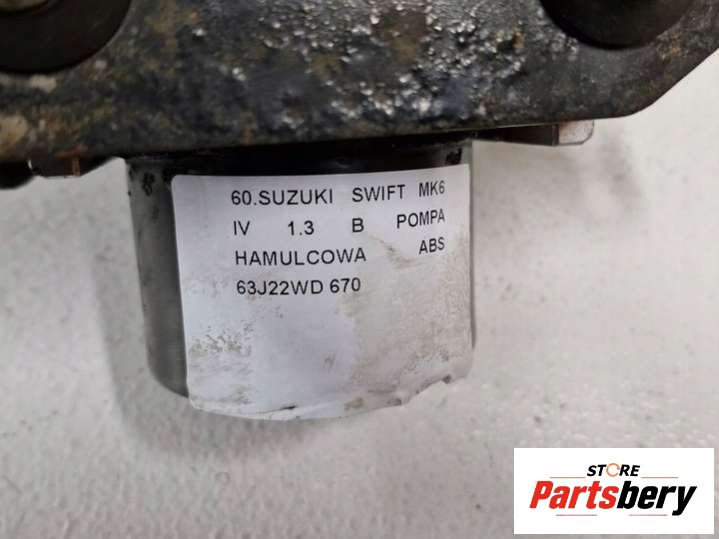 60.SUZUKI SWIFT MK6
IV 1.3 B POMPA
HAMULCOWA ABS
63J22WD 670
STORE
Partsbery